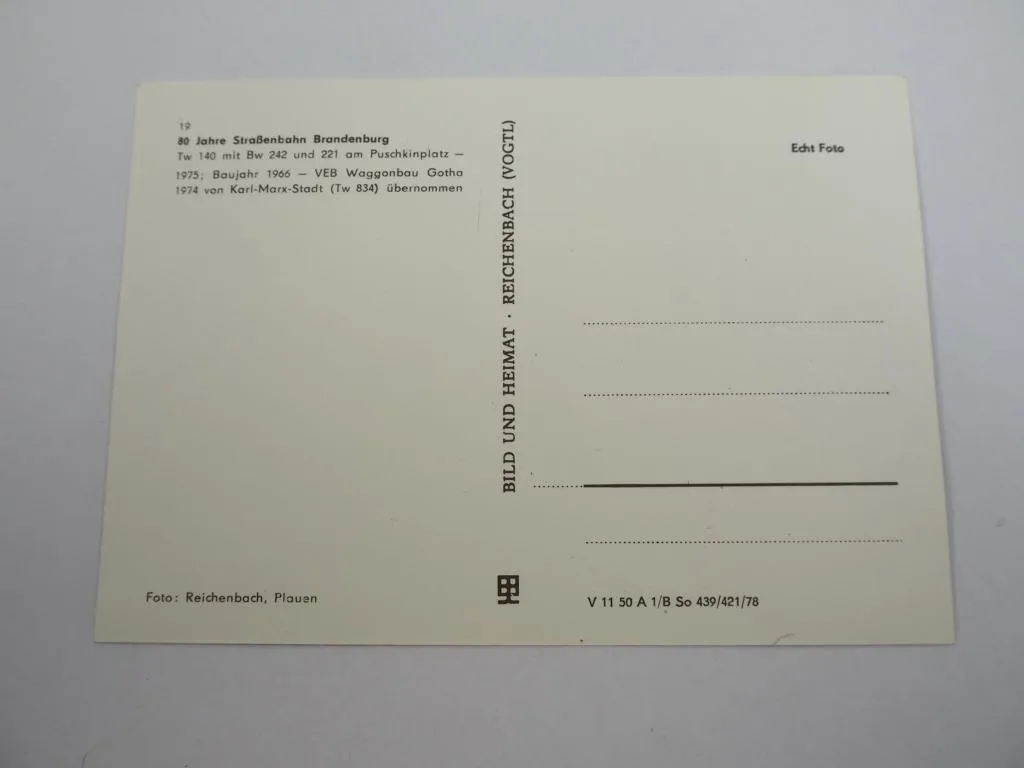 19
80 Jahre Straßenbahn Brandenburg
Tw 140 mit Bw 242 und 221 am Puschkinplatz –
1975; Baujahr 1966 – VEB Waggonbau Gotha
1974 von Karl-Marx-Stadt (Tw 834) übernommen
Foto: Reichenbach, Plauen
BILD UND HEIMAT · REICHENBACH (VOGTL)
Echt Foto
V 11 50 A 1/B So 439/421/78